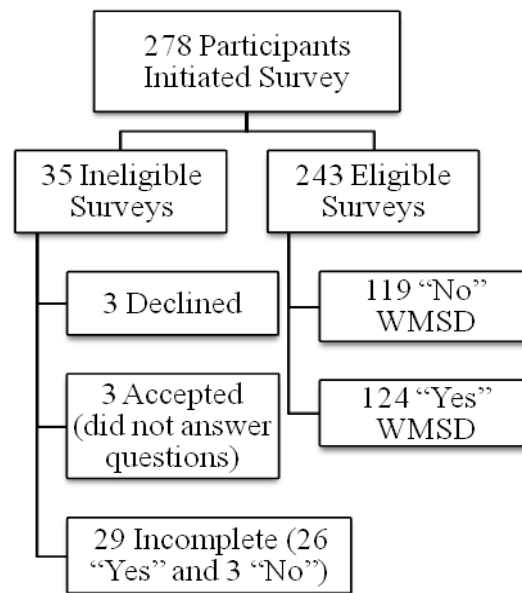 278 Participants
Initiated Survey
35 Ineligible
Surveys
243 Eligible
Surveys
3 Declined
119 “No”
WMSD
3 Accepted
(did not answer
questions)
124 “Yes”
WMSD
29 Incomplete (26
“Yes” and 3 “No”)